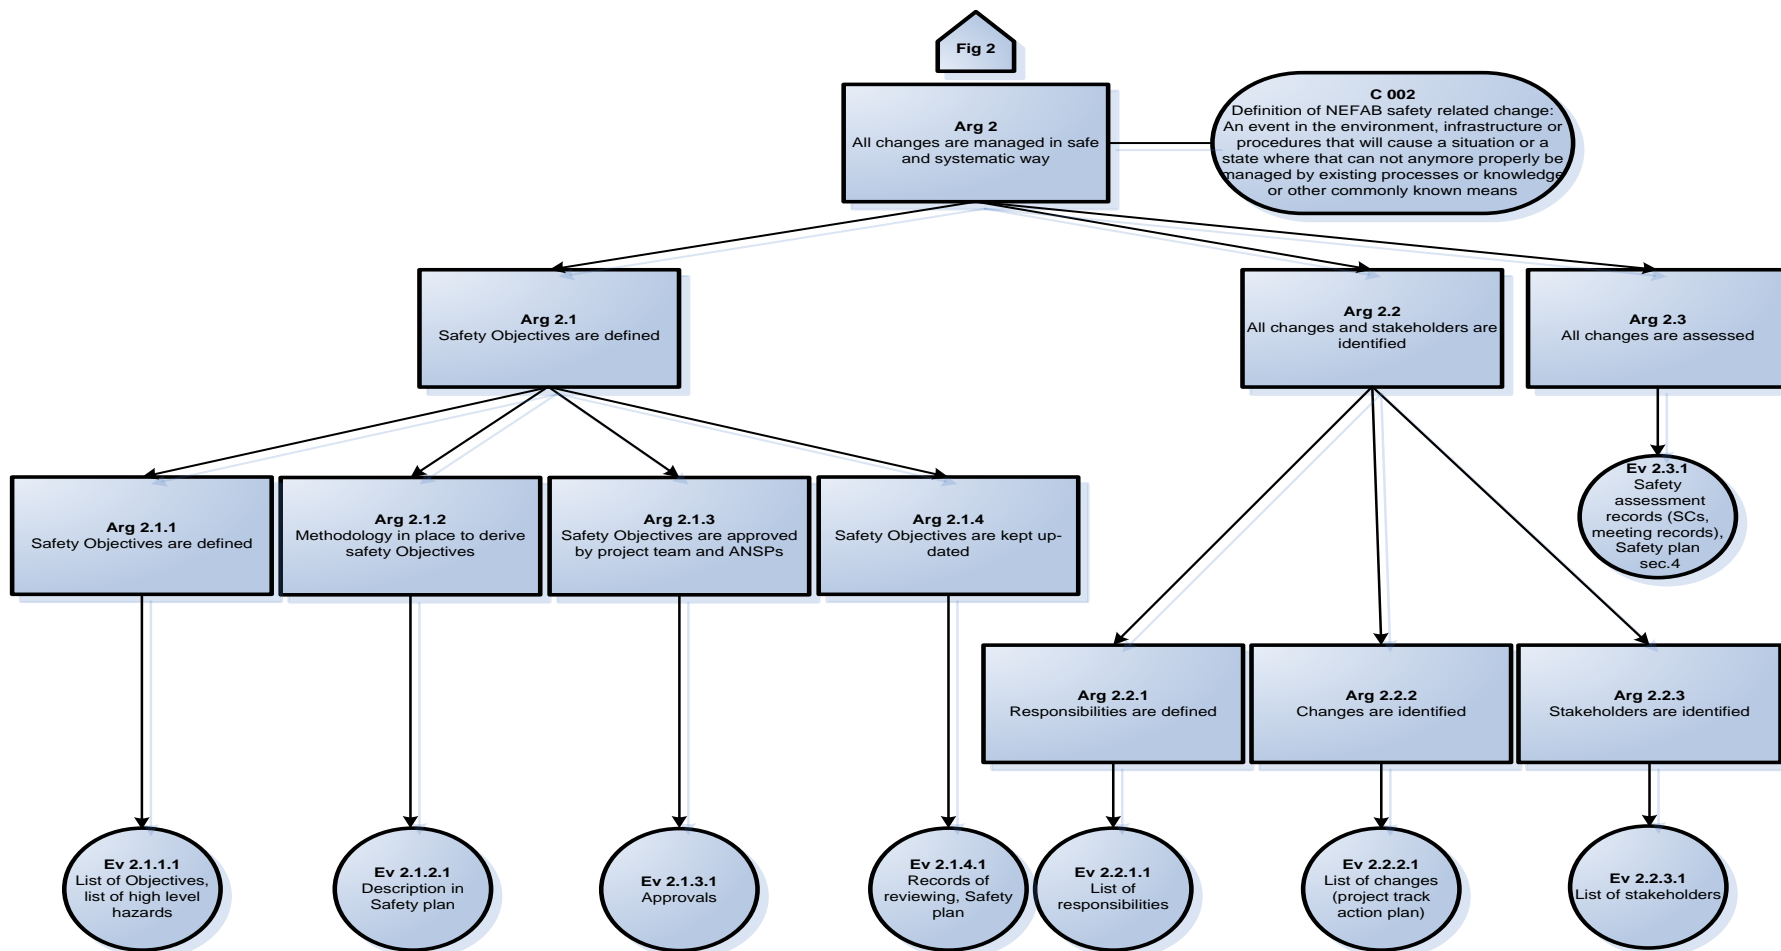 Fig 2
Arg 2
All changes are managed in safe
and systematic way
C 002
Definition of NEFAB safety related change:
An event in the environment, infrastructure or
procedures that will cause a situation or a
state where that can not anymore properly be
managed by existing processes or knowledge
or other commonly known means
Arg 2.1
Safety Objectives are defined
Arg 2.2
All changes and stakeholders are
identified
Arg 2.3
All changes are assessed
Arg 2.1.1
Safety Objectives are defined
Arg 2.1.2
Methodology in place to derive
safety Objectives
Arg 2.1.3
Safety Objectives are approved
by project team and ANSPs
Arg 2.1.4
Safety Objectives are kept up-
dated
Ev 2.3.1
Safety
assessment
records (SCs,
meeting records),
Safety plan
sec.4
Arg 2.2.1
Responsibilities are defined
Arg 2.2.2
Changes are identified
Arg 2.2.3
Stakeholders are identified
Ev 2.1.1.1
List of Objectives,
list of high level
hazards
Ev 2.1.2.1
Description in
Safety plan
Ev 2.1.3.1
Approvals
Ev 2.1.4.1
Records of
reviewing, Safety
plan
Ev 2.2.1.1
List of
responsibilities
Ev 2.2.2.1
List of changes
(project track
action plan)
Ev 2.2.3.1
List of stakeholders